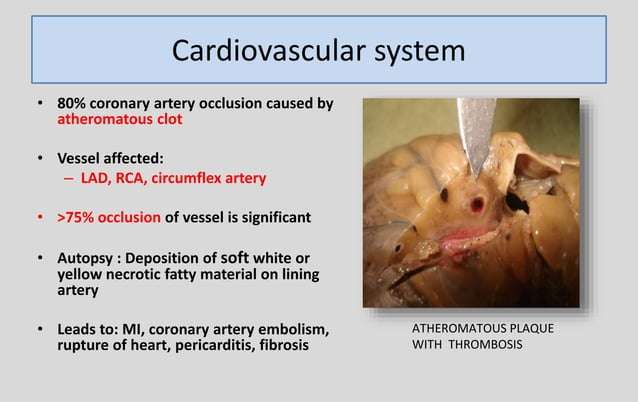 Cardiovascular system
• 80% coronary artery occlusion caused by
atheromatous clot
• Vessel affected:
– LAD, RCA, circumflex artery
• >75% occlusion of vessel is significant
• Autopsy : Deposition of soft white or
yellow necrotic fatty material on lining
artery
• Leads to: MI, coronary artery embolism,
rupture of heart, pericarditis, fibrosis
ATHEROMATOUS PLAQUE
WITH THROMBOSIS